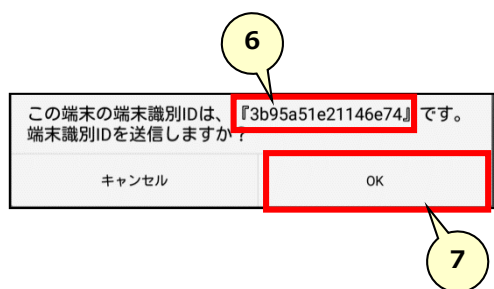 6
この端末の端末識別IDは、『3b95a51e21146e74』です。
端末識別IDを送信しますか？
キャンセル
OK
7